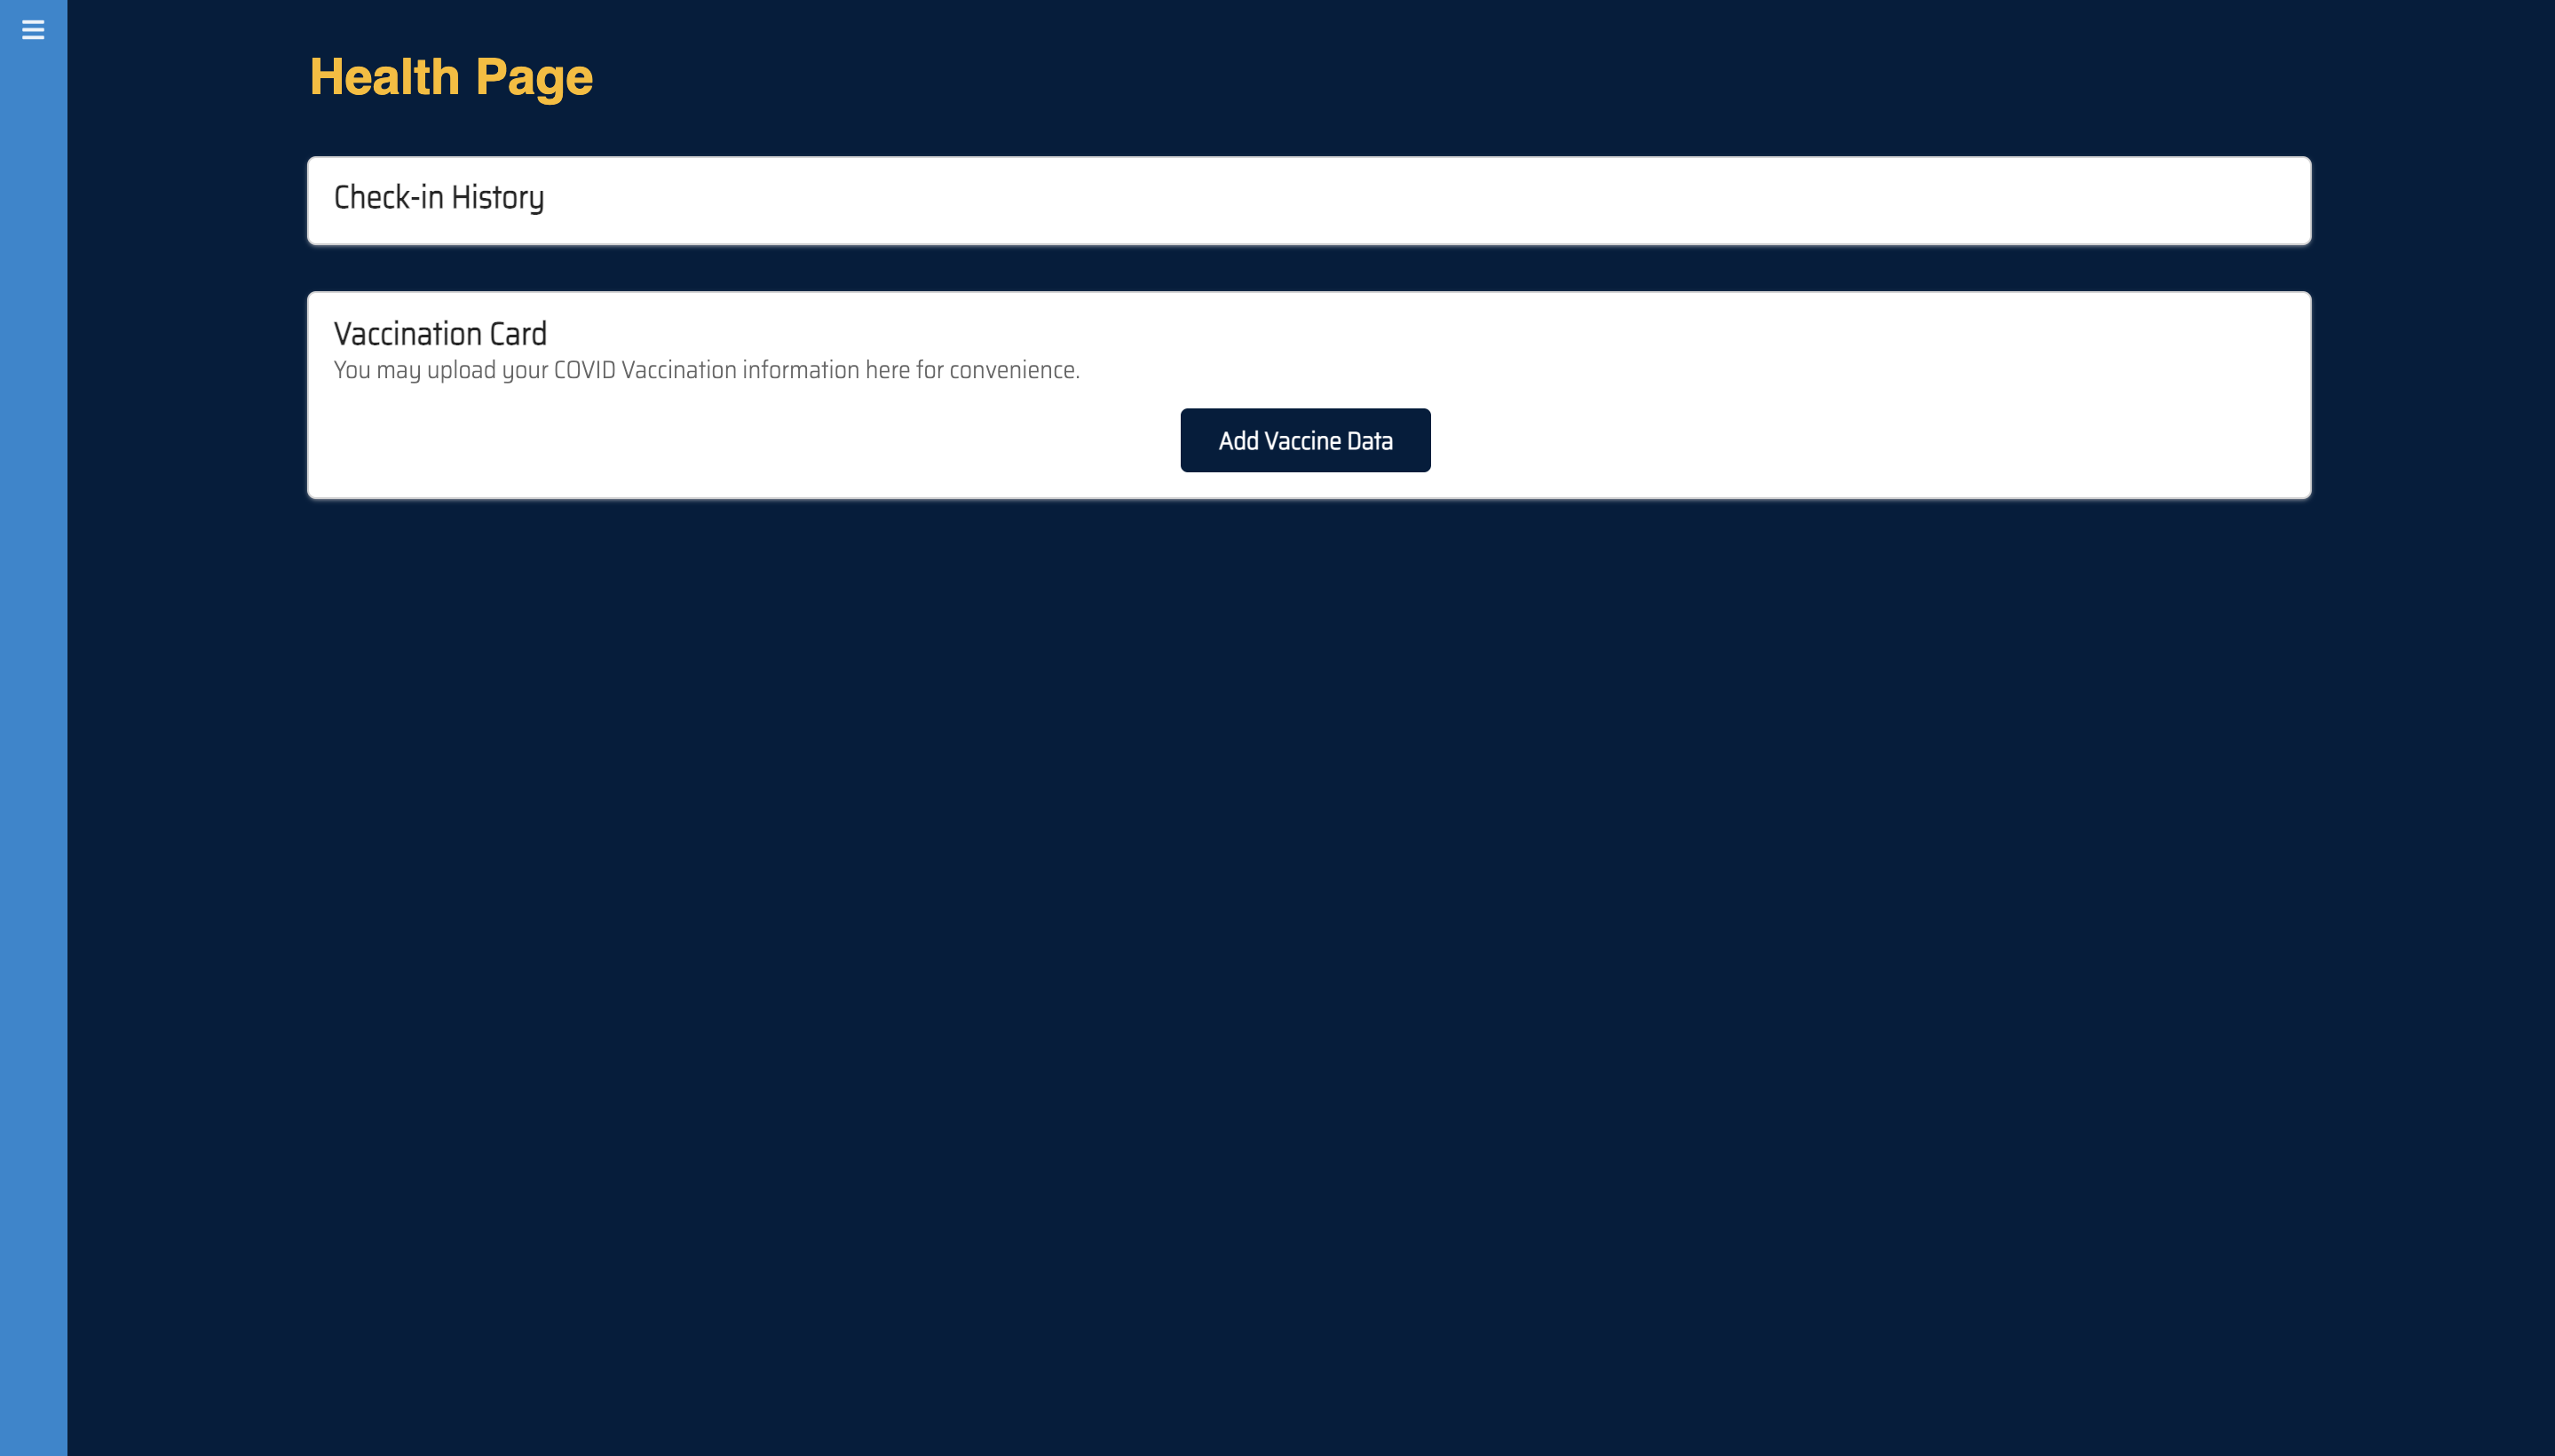 Health Page
Check-in History
Vaccination Card
You may upload your COVID Vaccination information here for convenience.
Add Vaccine Data